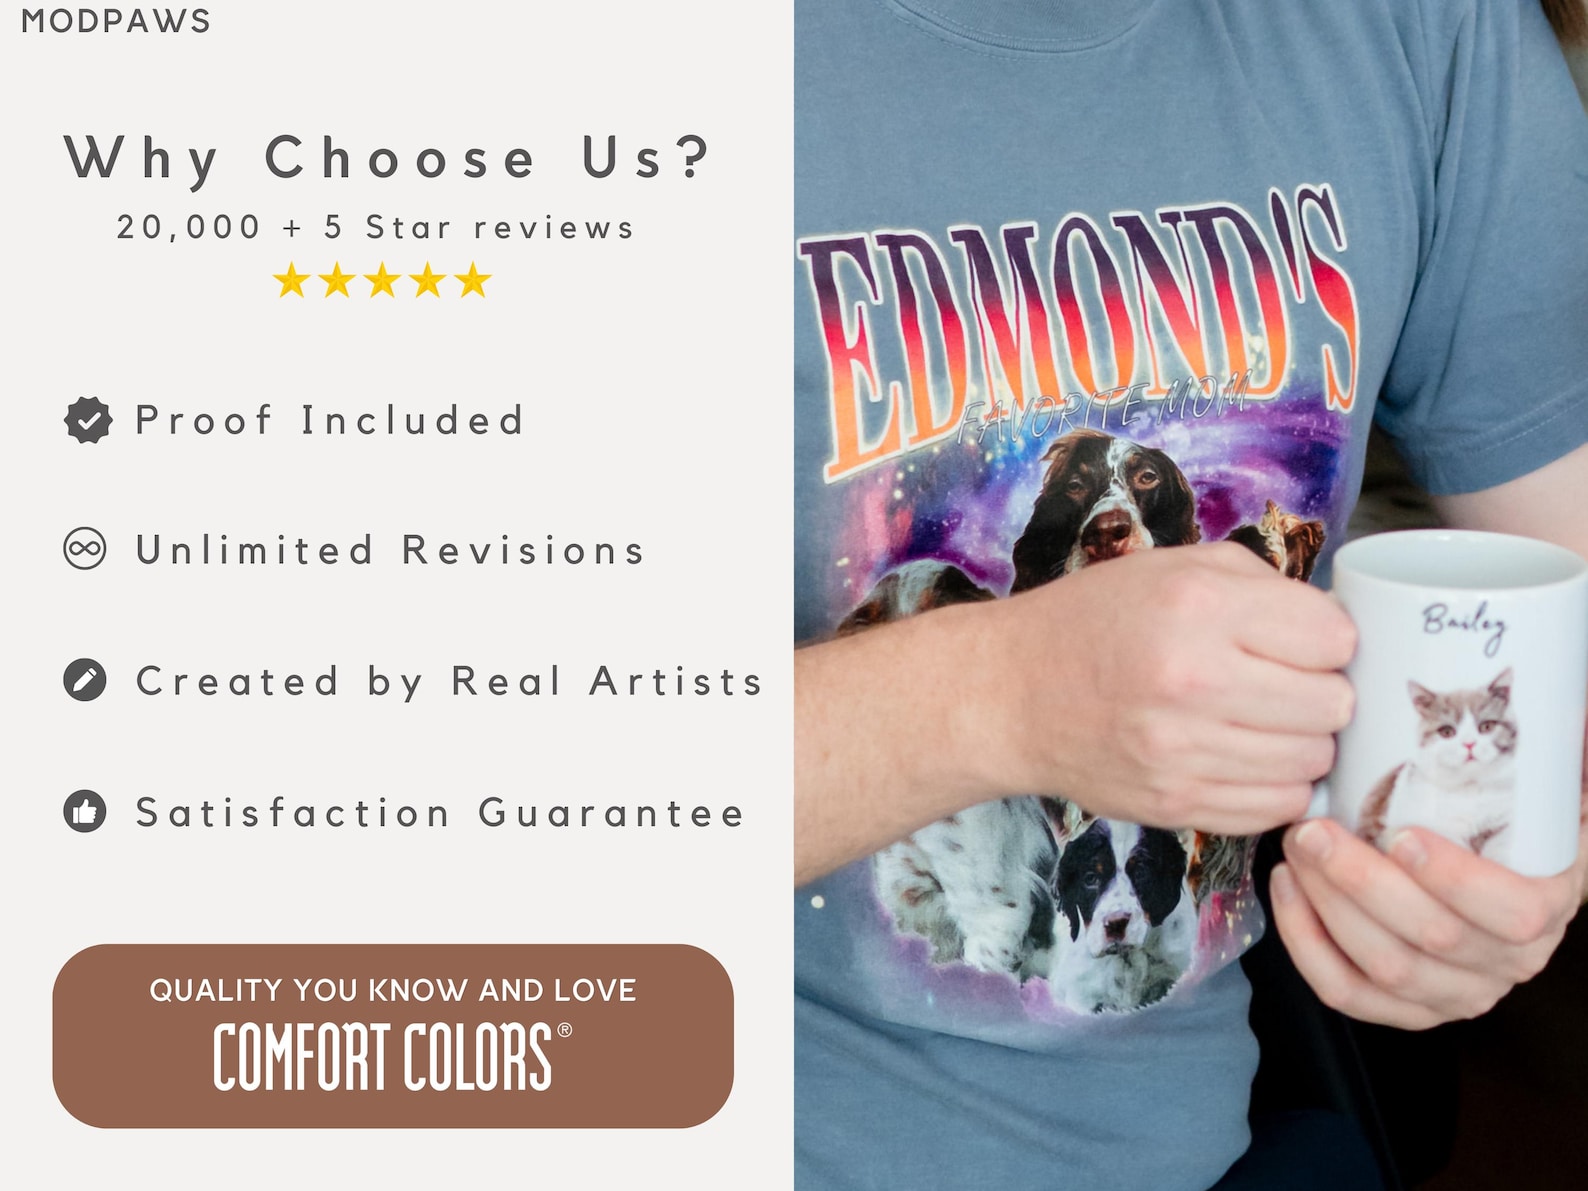 MODPAWS
Why Choose Us?
20,000 + 5 Star reviews
Proof Included
Unlimited Revisions
Created by Real Artists
Satisfaction Guarantee
QUALITY YOU KNOW AND LOVE
COMFORT COLORS®
EDMOND'S
FAVORITE MOM
Bailey